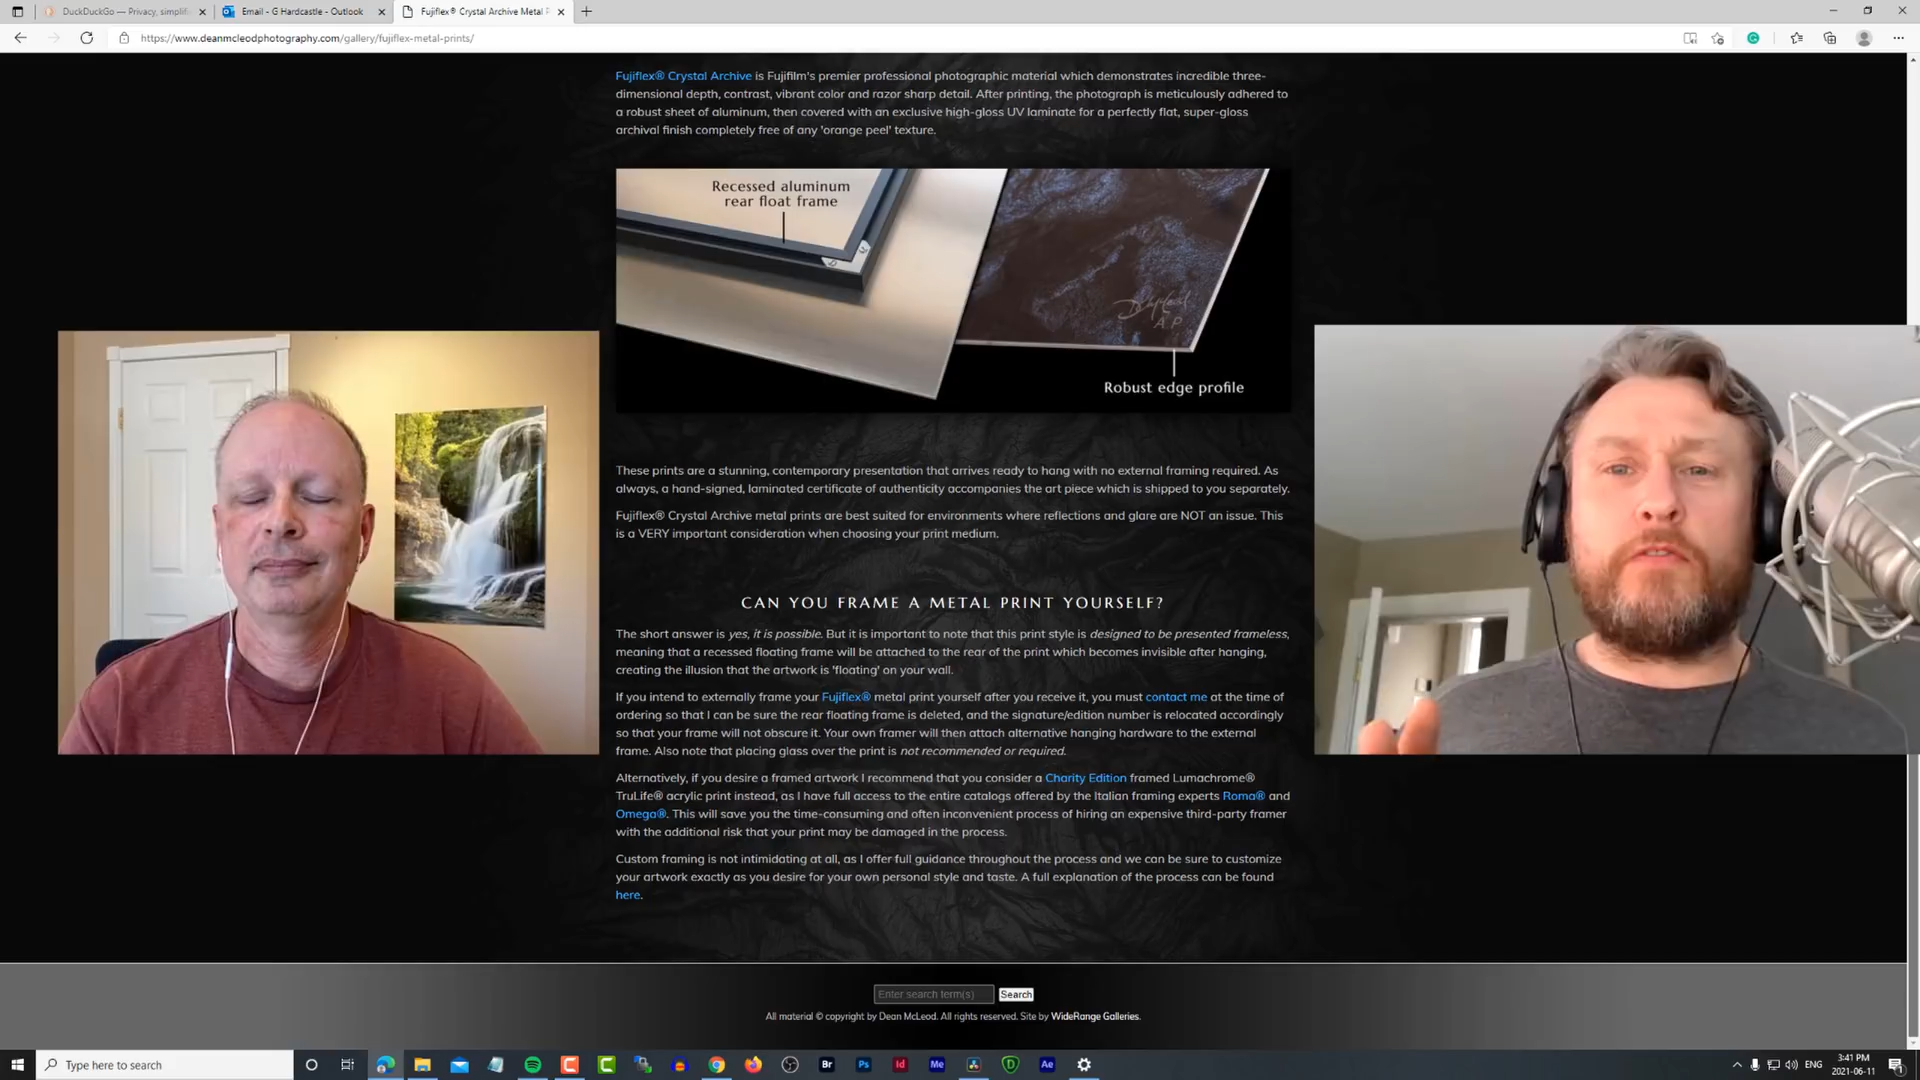 DuckDuckGo — Privacy, simplifi
Email - G Hardcastle - Outlook
Fujiflex® Crystal Archive Metal P
https://www.deanmcleodphotography.com/gallery/fujiflex-metal-prints/
Fujiflex® Crystal Archive is Fujifilm's premier professional photographic material which demonstrates incredible three-
dimensional depth, contrast, vibrant color and razor sharp detail. After printing, the photograph is meticulously adhered to
a robust sheet of aluminum, then covered with an exclusive high-gloss UV laminate for a perfectly flat, super-gloss
archival finish completely free of any 'orange peel' texture.
Recessed aluminum
rear float frame
A.P
Robust edge profile
These prints are a stunning, contemporary presentation that arrives ready to hang with no external framing required. As
always, a hand-signed, laminated certificate of authenticity accompanies the art piece which is shipped to you separately.
Fujiflex® Crystal Archive metal prints are best suited for environments where reflections and glare are NOT an issue. This
is a VERY important consideration when choosing your print medium.
CAN YOU FRAME A METAL PRINT YOURSELF?
The short answer is yes, it is possible. But it is important to note that this print style is designed to be presented frameless,
meaning that a recessed floating frame will be attached to the rear of the print which becomes invisible after hanging,
creating the illusion that the artwork is 'floating' on your wall.
If you intend to externally frame your Fujiflex® metal print yourself after you receive it, you must contact me at the time of
ordering so that I can be sure the rear floating frame is deleted, and the signature/edition number is relocated accordingly
so that your frame will not obscure it. Your own framer will then attach alternative hanging hardware to the external
frame. Also note that placing glass over the print is not recommended or required.
Alternatively, if you desire a framed artwork I recommend that you consider a Charity Edition framed Lumachrome®
TruLife® acrylic print instead, as I have full access to the entire catalogs offered by the Italian framing experts Roma® and
Omega®. This will save you the time-consuming and often inconvenient process of hiring an expensive third-party framer
with the additional risk that your print may be damaged in the process.
Custom framing is not intimidating at all, as I offer full guidance throughout the process and we can be sure to customize
your artwork exactly as you desire for your own personal style and taste. A full explanation of the process can be found
here.
Enter search term(s) Search
All material © copyright by Dean McLeod. All rights reserved. Site by WideRange Galleries.
Type here to search
Br Ps Id Me Ae
ENG
3:41 PM
2021-06-11